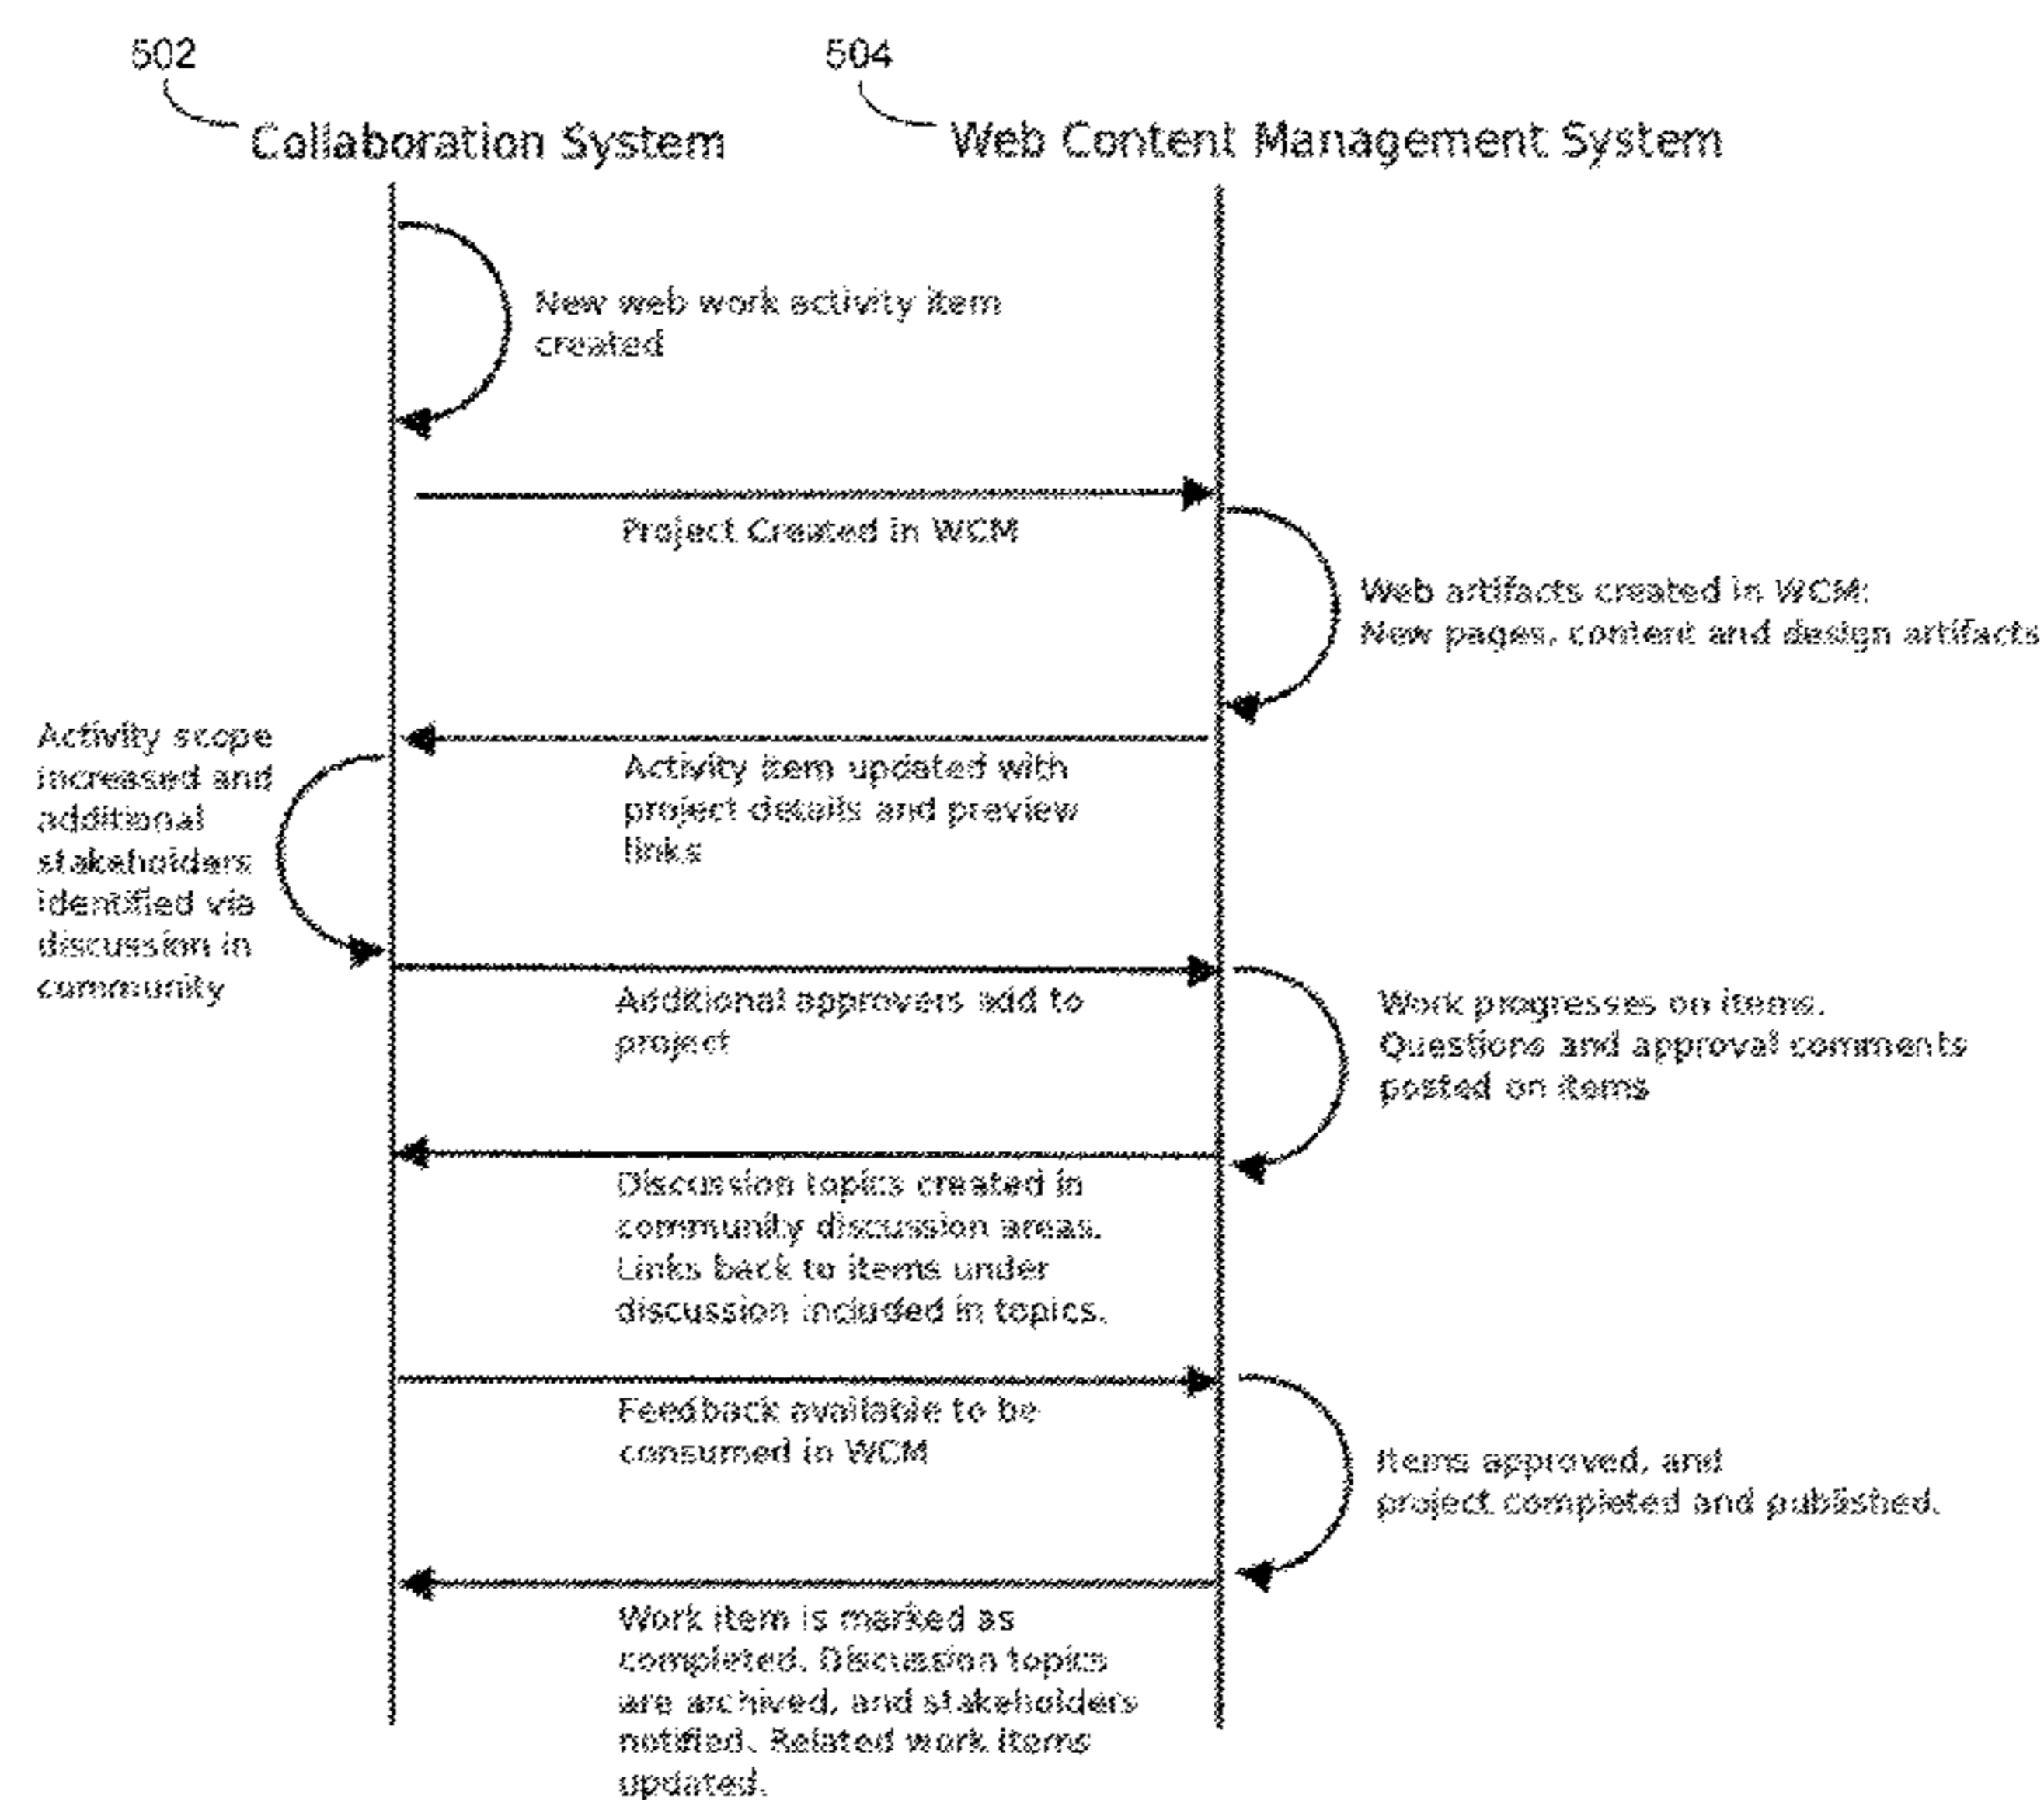 502
504
Collaboration System
Web Content Management System
New web work activity item
created
Project Created in WCM
Web artifacts created in WCM:
New pages, content and design artifacts
Activity scope
increased and
additional
stakeholders
identified via
discussion in
community
Activity item updated with
project details and preview
links
Additional approvers add to
project
Work progresses on items.
Questions and approval comments
posted on items
Discussion topics created in
community discussion areas.
Links back to items under
discussion included in topics.
Feedback available to be
consumed in WCM
Items approved, and
project completed and published.
Work item is marked as
completed. Discussion topics
are archived, and stakeholders
notified. Related work items
updated.